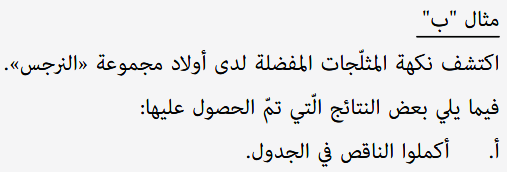 مثال "ب"
اكتشف نكهة المثلّجات المفضلة لدى أولاد مجموعة «النرجس».
فيما يلي بعض النتائج الّتي تمّ الحصول عليها:
أ. أكملوا الناقص في الجدول.